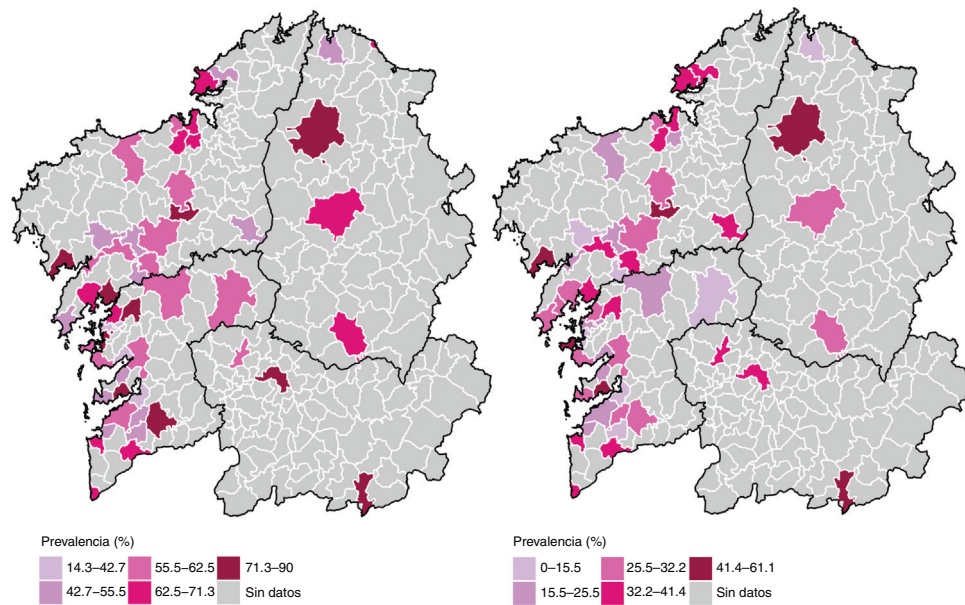 Prevalencia (%)
14.3–42.7 55.5–62.5 71.3–90
42.7–55.5 62.5–71.3 Sin datos
Prevalencia (%)
0–15.5 25.5–32.2 41.4–61.1
15.5–25.5 32.2–41.4 Sin datos